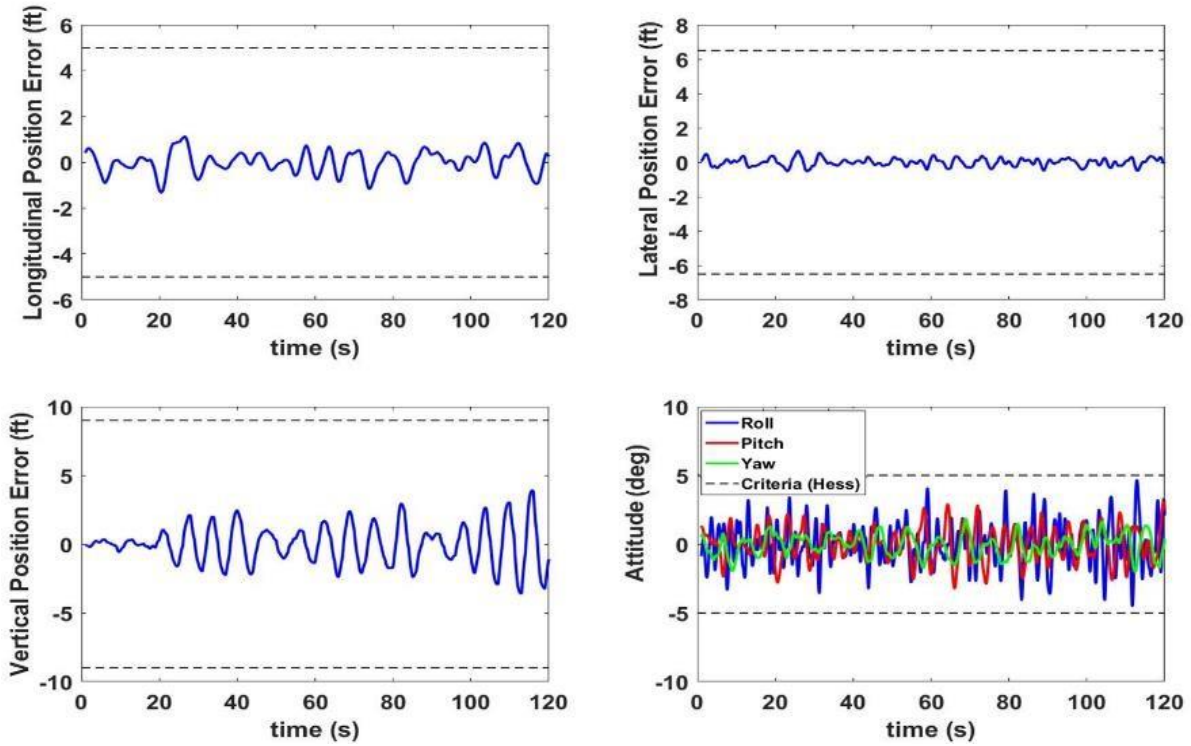 Longitudinal Position Error (ft)
6
4
2
0
-2
-4
-6
0 20 40 60 80 100 120
time (s)
Lateral Position Error (ft)
8
6
4
2
0
-2
-4
-6
-8
0 20 40 60 80 100 120
time (s)
Vertical Position Error (ft)
10
5
0
-5
-10
0 20 40 60 80 100 120
time (s)
Attitude (deg)
10
5
0
-5
-10
Roll
Pitch
Yaw
Criteria (Hess)
0 20 40 60 80 100 120
time (s)